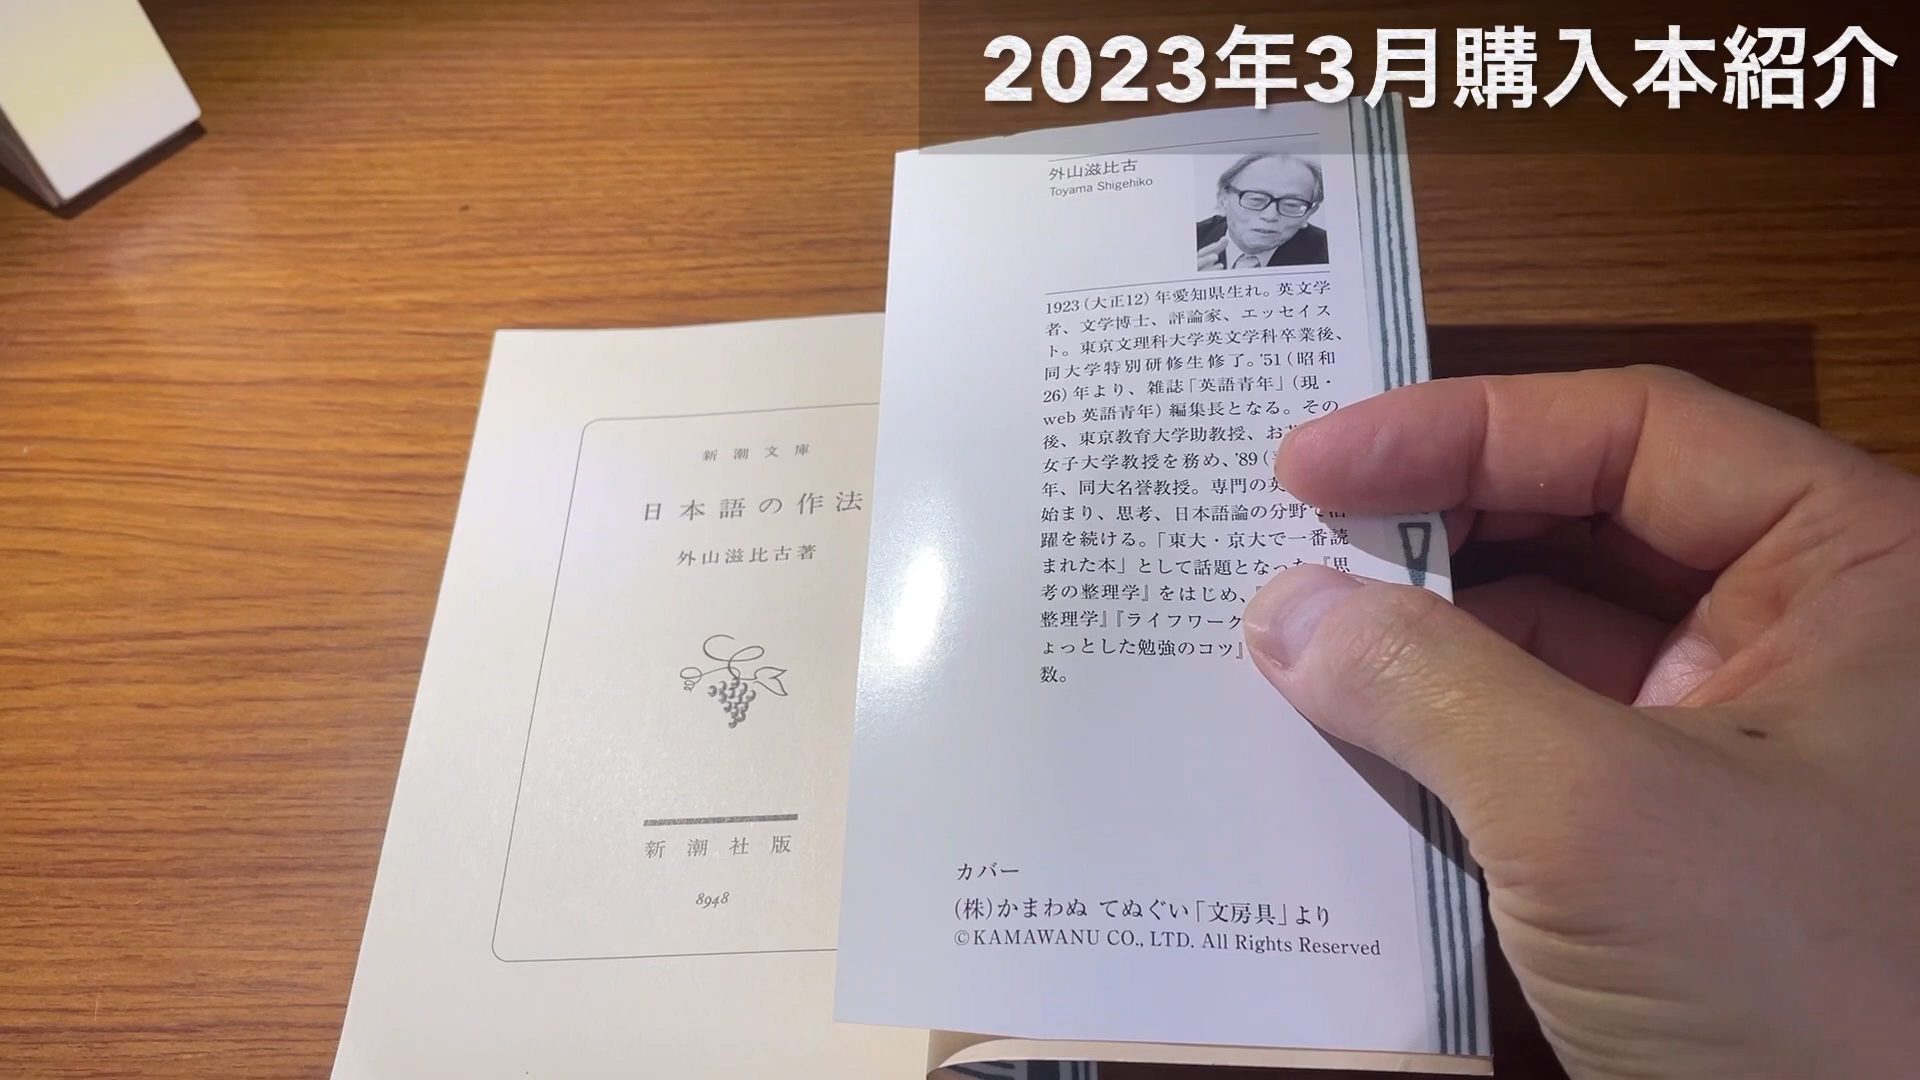 2023年3月購入本紹介
外山滋比古
Toyama Shigehiko
1923（大正12）年愛知県生れ。英文学
者、文学博士、評論家、エッセイス
ト。東京文理科大学英文学科卒業後、
同大学特別研修生修了。'51（昭和
26）年より、雑誌「英語青年」（現・
web英語青年）編集長となる。その
後、東京教育大学助教授、お
女子大学教授を務め、'89（
年、同大名誉教授。専門の英
始まり、思考、日本語論の分野で
躍を続ける。「東大・京大で一番読
まれた本」として話題となった『思
考の整理学』をはじめ、
整理学』『ライフワーク
ょっとした勉強のコツ』
数。
カバー
（株）かまわぬ てぬぐい「文房具」より
©KAMAWANU CO., LTD. All Rights Reserved
新潮文庫
日本語の作法
外山滋比古著
新潮社版
8948